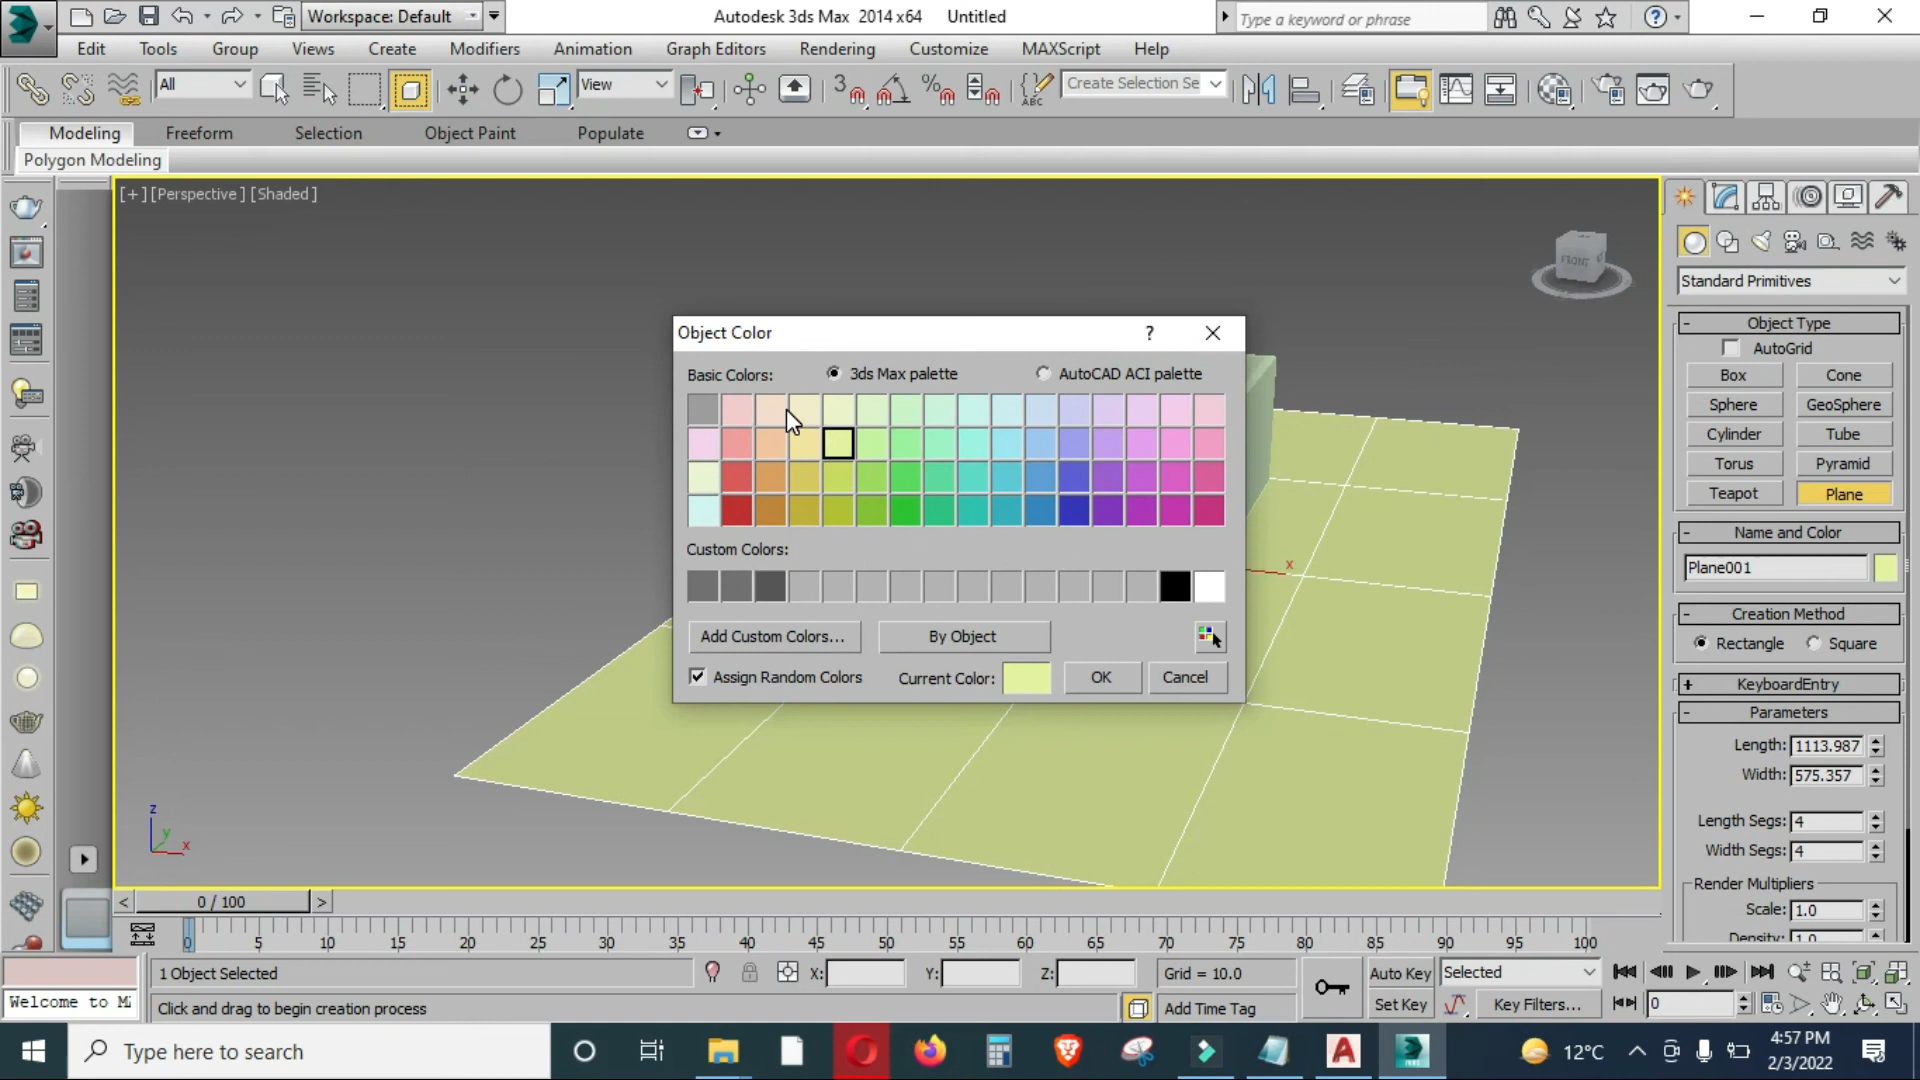 Workspace: Default
Autodesk 3ds Max 2014 x64 Untitled
Type a keyword or phrase
Edit Tools Group Views Create Modifiers Animation Graph Editors Rendering Customize MAXScript Help
All View 3 % ABC Create Selection Se
Modeling Freeform Selection Object Paint Populate
Polygon Modeling
[+] [Perspective] [Shaded]
FRONT
Standard Primitives
Object Type
AutoGrid
Box Cone
Sphere GeoSphere
Cylinder Tube
Torus Pyramid
Teapot Plane
Name and Color
Plane001
Creation Method
Rectangle Square
KeyboardEntry
Parameters
Length: 1113.987
Width: 575.357
Length Segs: 4
Width Segs: 4
Render Multipliers
Scale: 1.0
Density: 1.0
Object Color ?
Basic Colors: 3ds Max palette AutoCAD ACI palette
Custom Colors:
Add Custom Colors... By Object
Assign Random Colors Current Color: OK Cancel
x
z y x
< 0 / 100 >
0 5 10 15 20 25 30 35 40 45 50 55 60 65 70 75 80 85 90 95 100
1 Object Selected X: Y: Z: Grid = 10.0 Auto Key Selected
Welcome to M Click and drag to begin creation process Add Time Tag Set Key Key Filters... 0
Type here to search
12°C 4:57 PM
2/3/2022